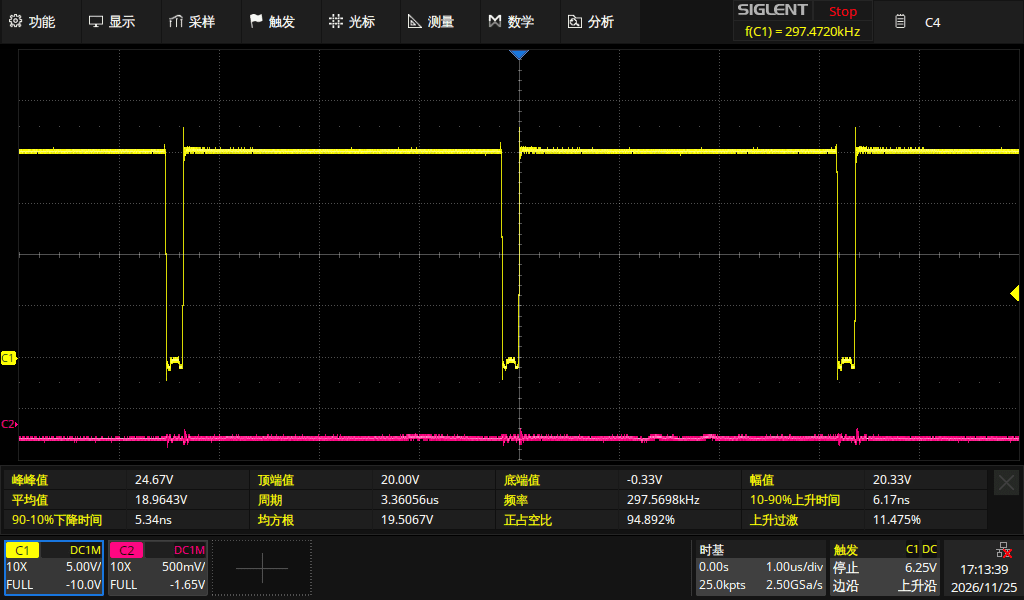 功能 显示 采样 触发 光标 测量 数学 分析 SIGLENT Stop C4
f(C1) = 297.4720kHz
C1
C2
峰峰值 24.67V 顶端值 20.00V 底端值 -0.33V 幅值 20.33V
平均值 18.9643V 周期 3.36056us 频率 297.5698kHz 10-90%上升时间 6.17ns
90-10%下降时间 5.34ns 均方根 19.5067V 正占空比 94.892% 上升过激 11.475%
C1 DC1M C2 DC1M 时基 触发 C1 DC
10X 5.00V/ 10X 500mV/ 0.00s 1.00us/div 停止 6.25V 17:13:39
FULL -10.0V FULL -1.65V 25.0kpts 2.50GSa/s 边沿 上升沿 2026/11/25